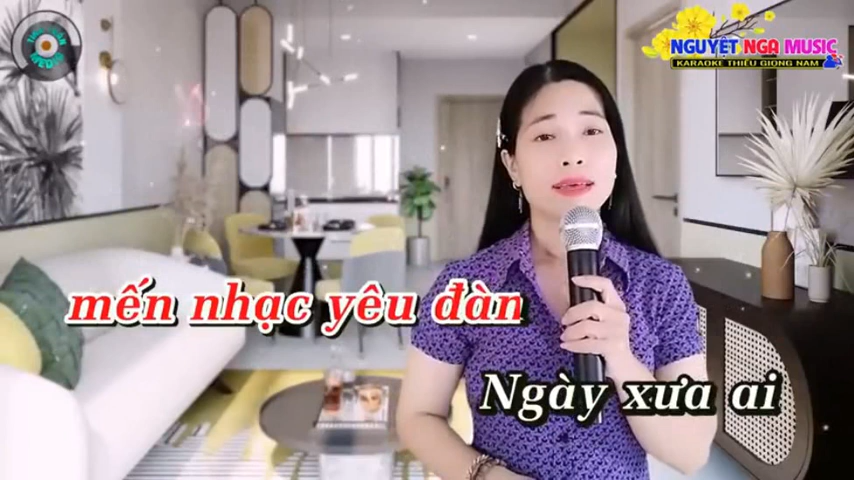 NGUYỆT NGA MUSIC
KARAOKE THIẾU GIỌNG NAM
mến nhạc yêu đàn
Ngày xưa ai